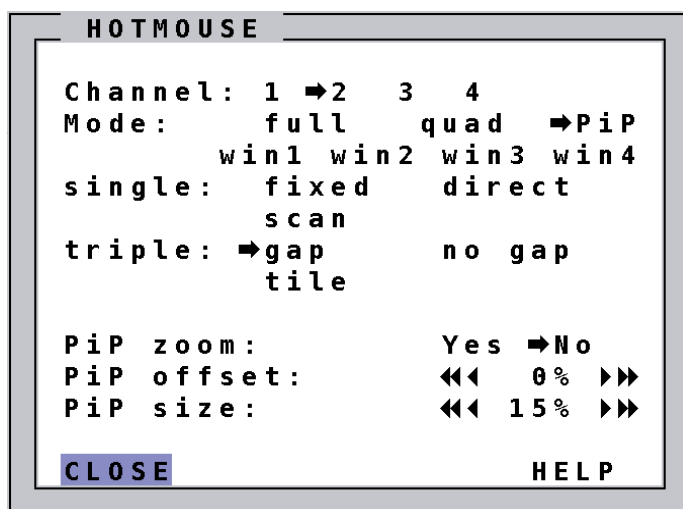 HOTMOUSE
Channel: 1 ➡2 3 4
Mode: full quad ➡PiP
win1 win2 win3 win4
single: fixed direct
scan
triple: ➡gap no gap
tile
PiP zoom: Yes ➡No
PiP offset: ◀◀ ◀ 0% ▶ ▶▶
PiP size: ◀◀ ◀ 15% ▶ ▶▶
CLOSE HELP